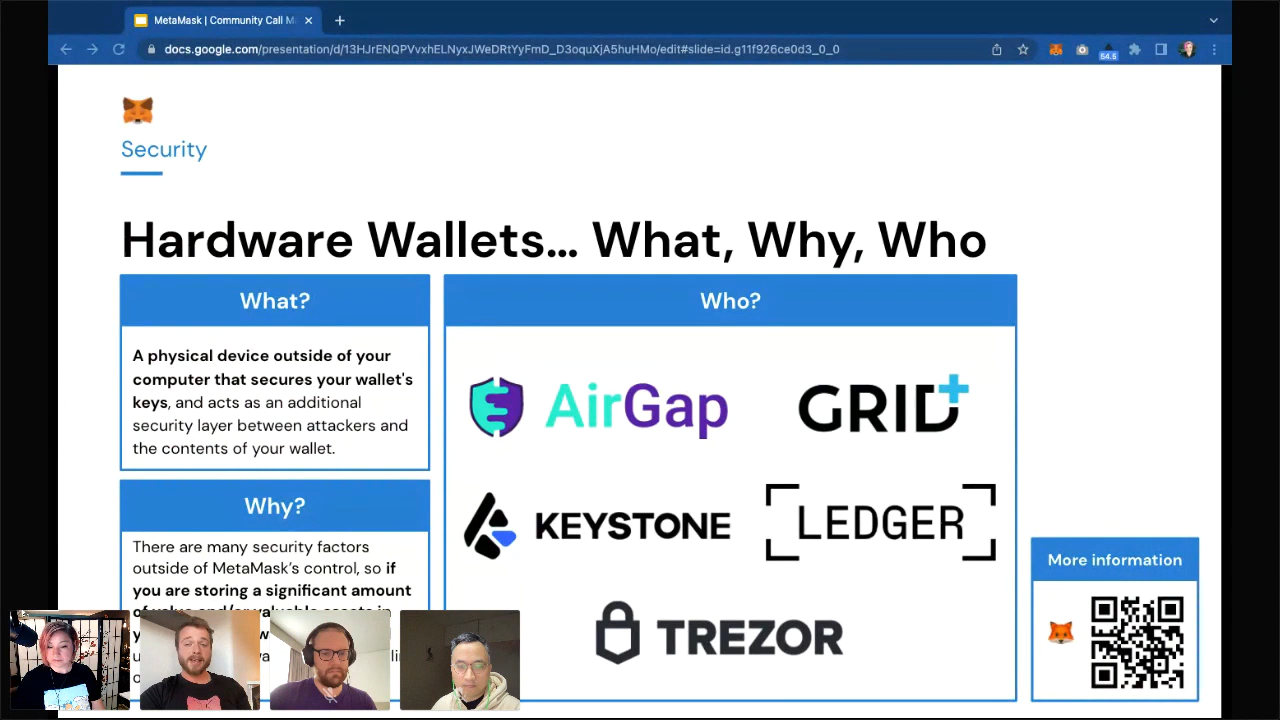 MetaMask | Community Call M
docs.google.com/presentation/d/13HJrENQPVvxhELNyxJWeDRtYyFmD_D3oquXjA5huHMo/edit#slide=id.g11f926ce0d3_0_0
54.5
Security
Hardware Wallets... What, Why, Who
What?
A physical device outside of your
computer that secures your wallet's
keys, and acts as an additional
security layer between attackers and
the contents of your wallet.
Why?
There are many security factors
outside of MetaMask's control, so if
you are storing a significant amount
Who?
AirGap
GRID+
KEYSTONE
LEDGER
TREZOR
More information